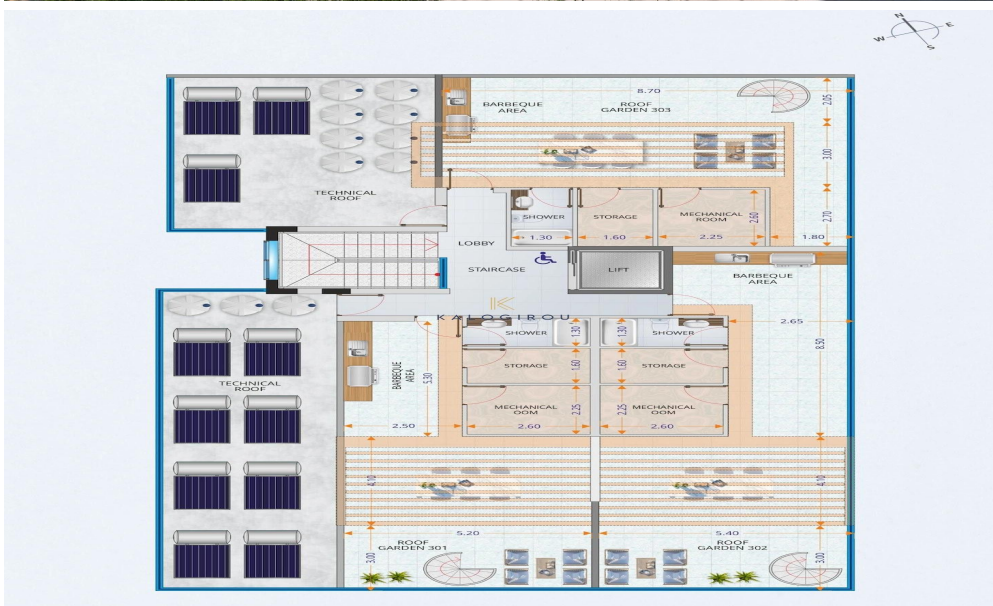 N
W
E
S
8.70
BARBEQUE
AREA
ROOF
GARDEN 303
2.05
3.00
TECHNICAL
ROOF
SHOWER
STORAGE
MECHANICAL
ROOM
2.60
2.70
1.30
1.60
2.25
1.80
LOBBY
STAIRCASE
LIFT
BARBEQUE
AREA
KALOGIROU
2.65
8.50
SHOWER
1.30
1.30
SHOWER
BARBEQUE
AREA
5.30
STORAGE
1.60
1.60
STORAGE
TECHNICAL
ROOF
MECHANICAL
OOM
2.25
2.25
MECHANICAL
OOM
2.50
2.60
2.60
4.10
4.10
5.20
5.40
ROOF
GARDEN 301
ROOF
GARDEN 302
3.00
3.00